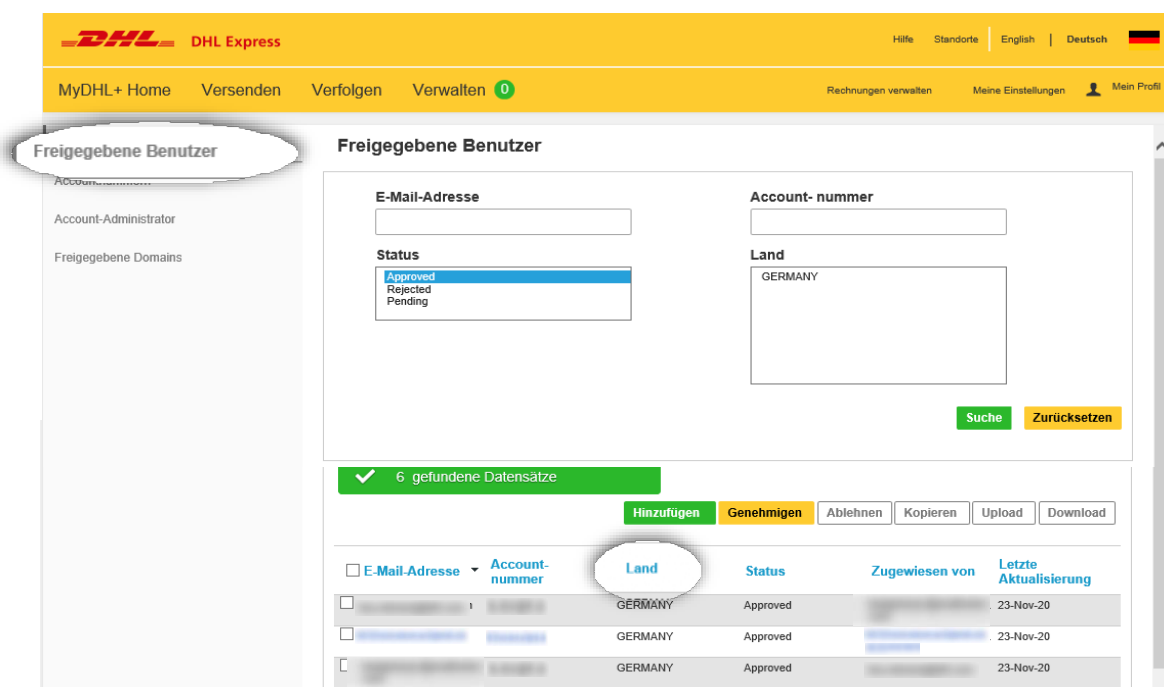 DHL DHL Express
Hilfe Standorte English | Deutsch
MyDHL+ Home Versenden Verfolgen Verwalten 0
Rechnungen verwalten Meine Einstellungen Mein Profil
Freigegebene Benutzer
Account-Administrator
Freigegebene Domains
Freigegebene Benutzer
E-Mail-Adresse Account- nummer
Status Land
Approved
Rejected
Pending
GERMANY
Suche Zurücksetzen
6 gefundene Datensätze
Hinzufügen Genehmigen Ablehnen Kopieren Upload Download
E-Mail-Adresse Account-
nummer Land Status Zugewiesen von Letzte
Aktualisierung
GERMANY Approved 23-Nov-20
GERMANY Approved 23-Nov-20
GERMANY Approved 23-Nov-20